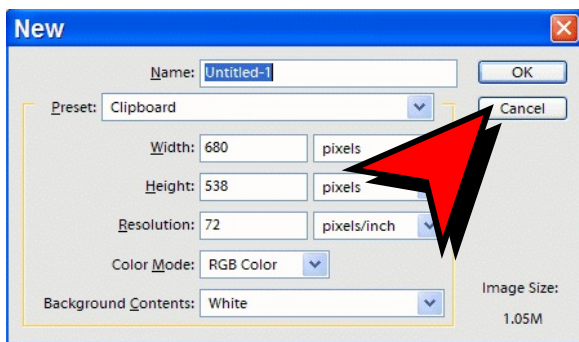 New
Name: Untitled-1
OK
Preset: Clipboard
Cancel
Width: 680 pixels
Height: 538 pixels
Resolution: 72 pixels/inch
Color Mode: RGB Color
Background Contents: White
Image Size:
1.05M